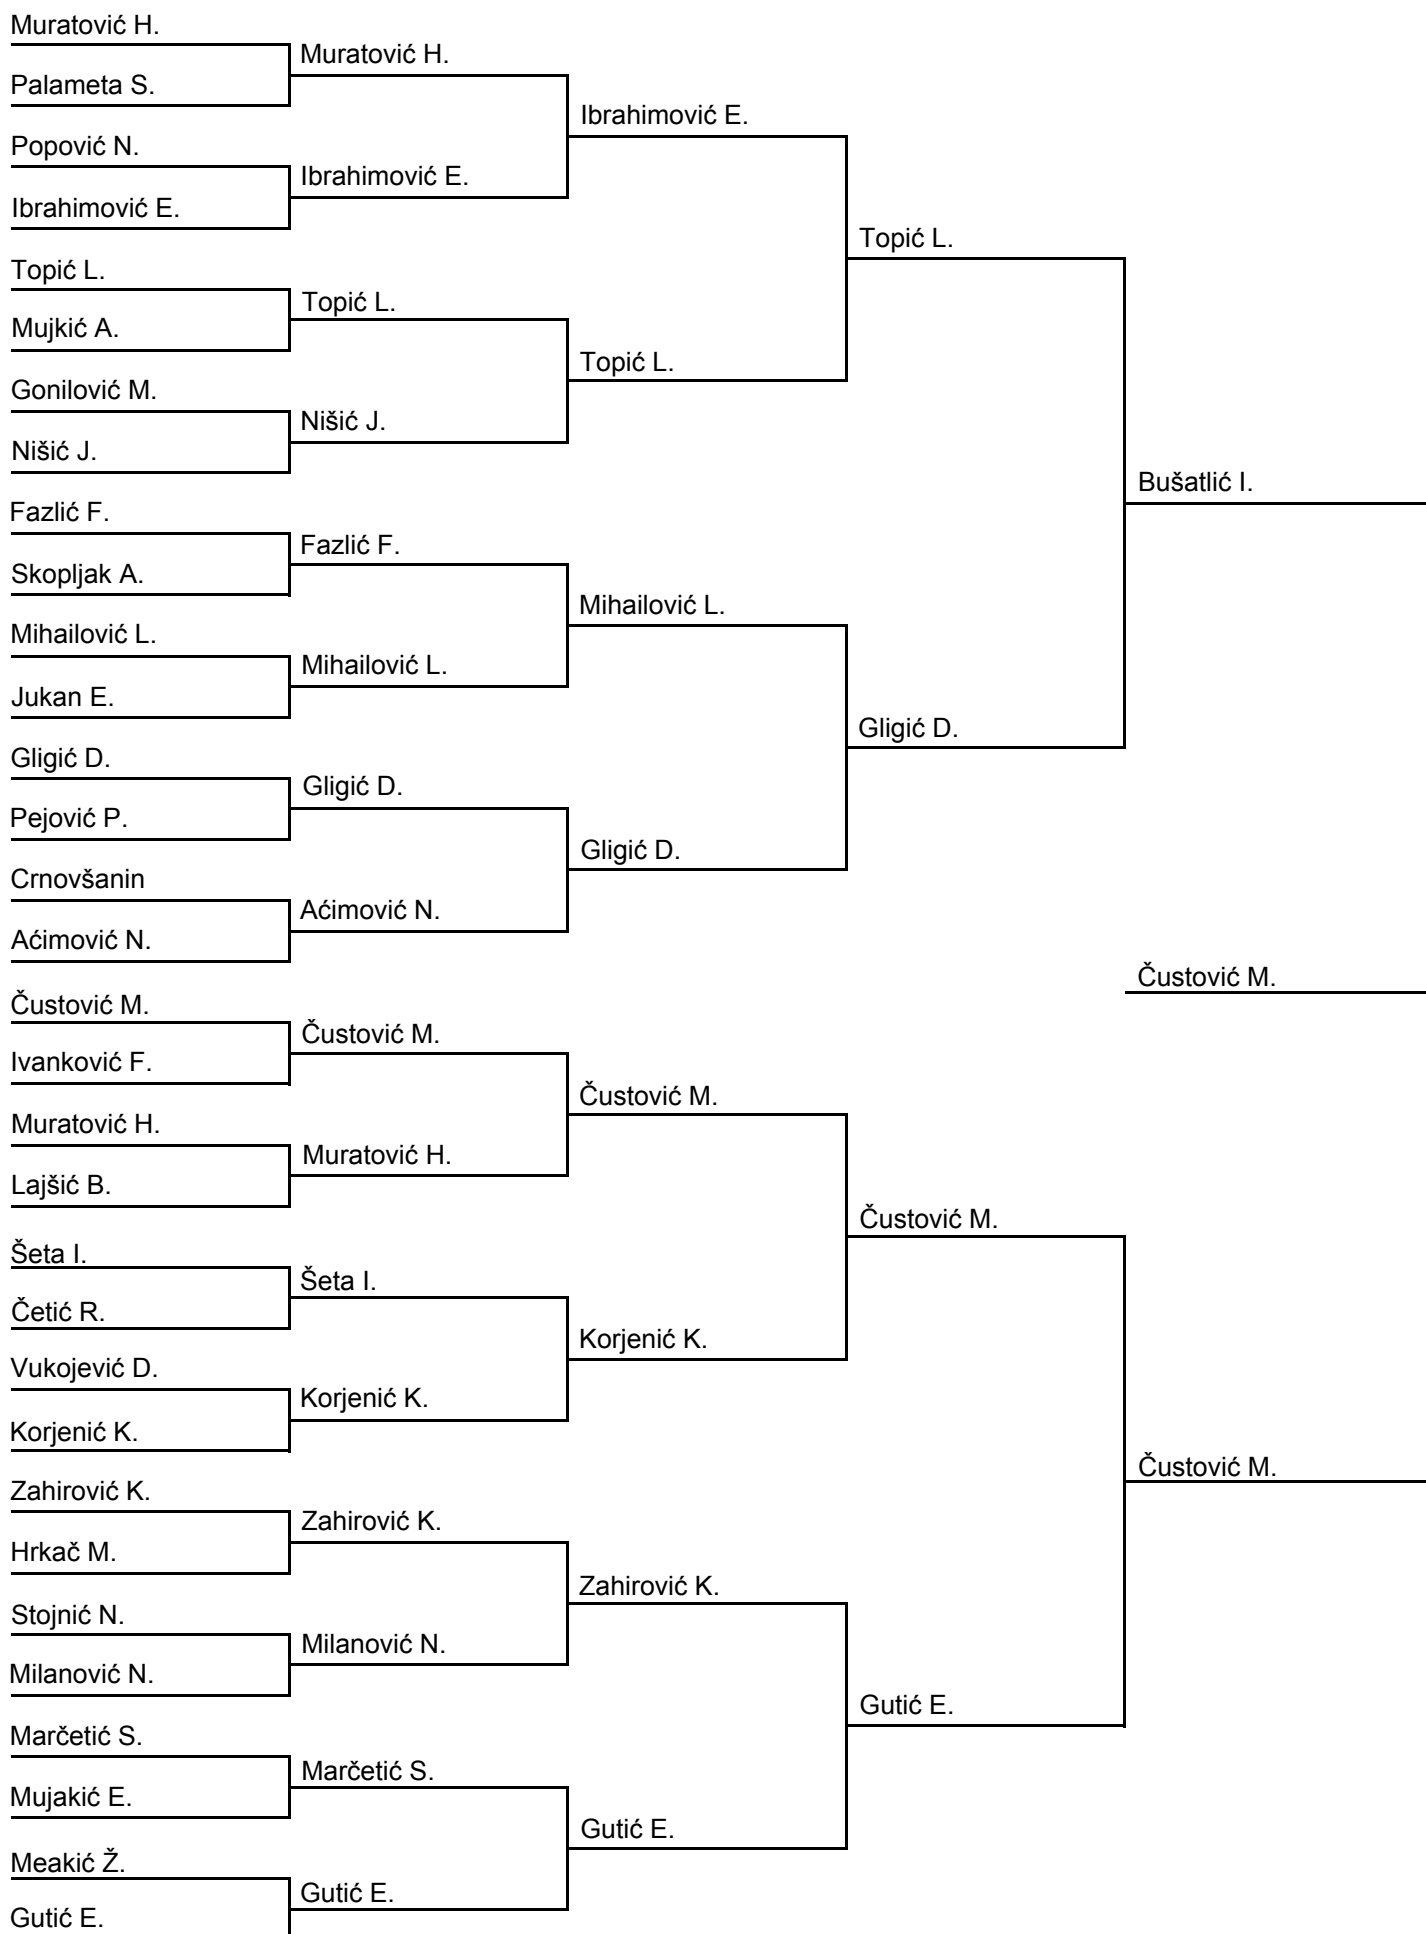 Muratović H.
Palameta S.
Popović N.
Ibrahimović E.
Topić L.
Mujkić A.
Gonilović M.
Nišić J.
Fazlić F.
Skopljak A.
Mihailović L.
Jukan E.
Gligić D.
Pejović P.
Crnovšanin
Aćimović N.
Čustović M.
Ivanković F.
Muratović H.
Lajšić B.
Šeta I.
Četić R.
Vukojević D.
Korjenić K.
Zahirović K.
Hrkač M.
Stojnić N.
Milanović N.
Marčetić S.
Mujakić E.
Meakić Ž.
Gutić E.
Muratović H.
Ibrahimović E.
Topić L.
Nišić J.
Fazlić F.
Mihailović L.
Gligić D.
Aćimović N.
Čustović M.
Muratović H.
Šeta I.
Korjenić K.
Zahirović K.
Milanović N.
Marčetić S.
Gutić E.
Ibrahimović E.
Topić L.
Mihailović L.
Gligić D.
Čustović M.
Korjenić K.
Zahirović K.
Gutić E.
Topić L.
Gligić D.
Čustović M.
Gutić E.
Bušatlić I.
Čustović M.
Čustović M.